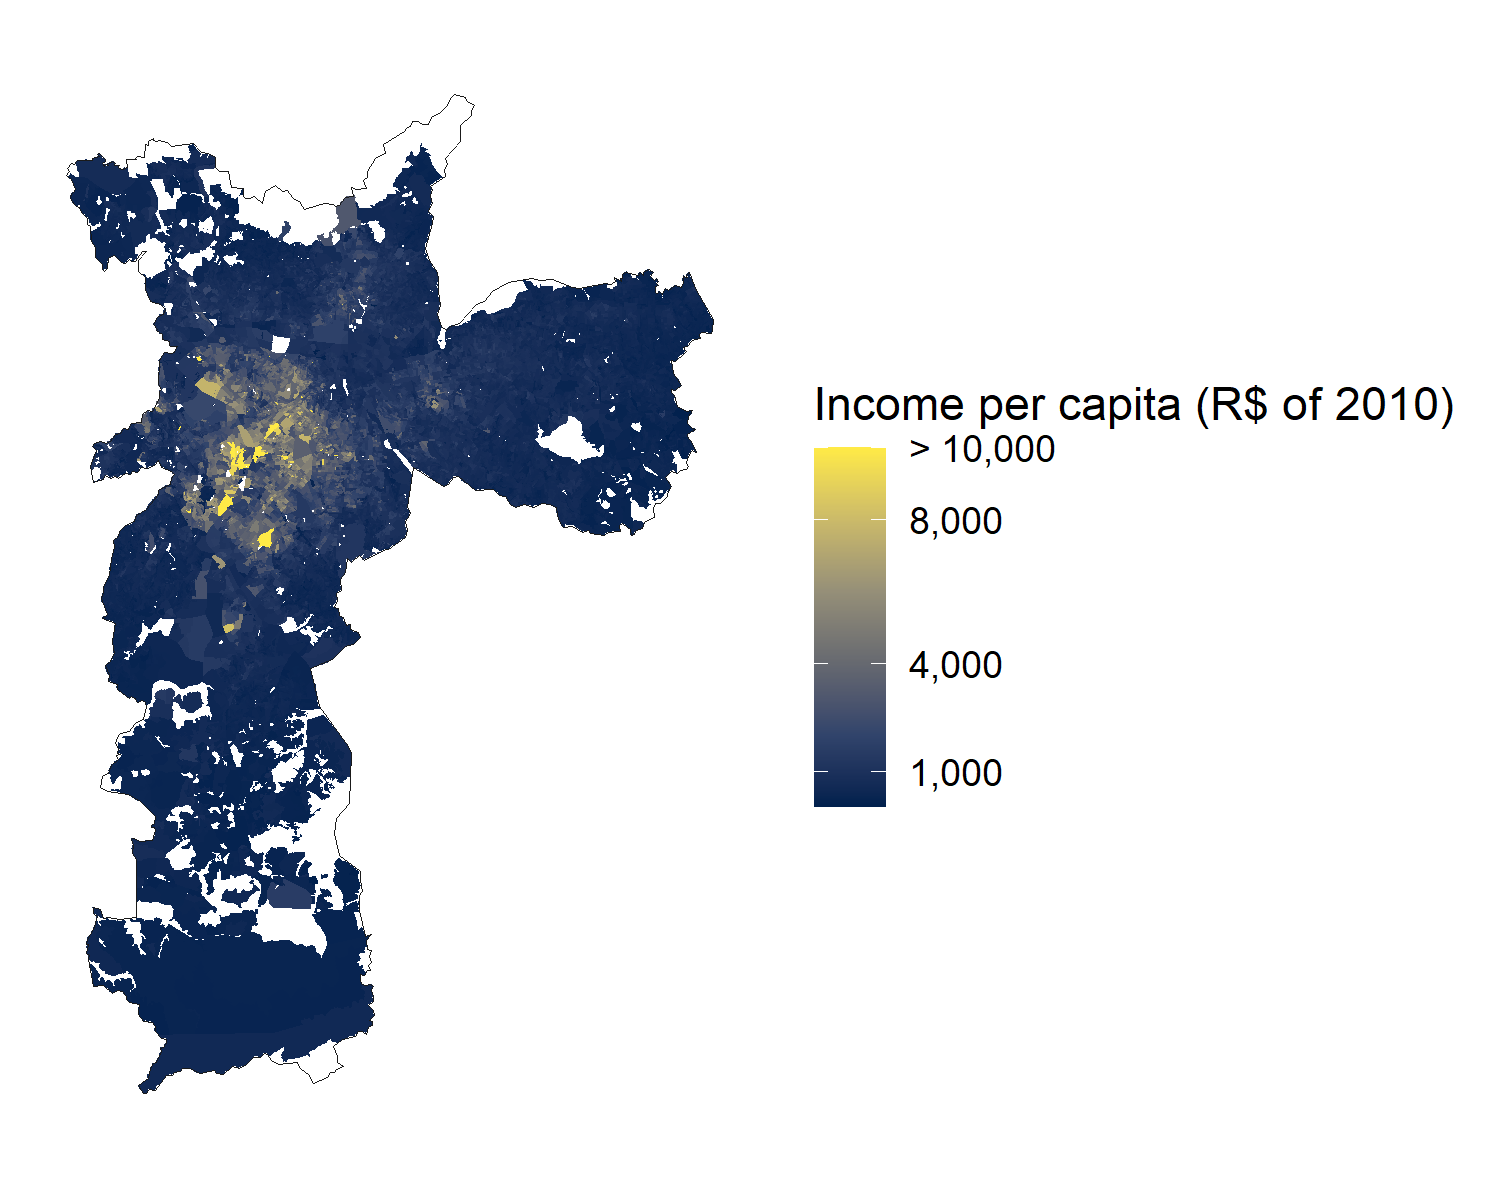 Income per capita (R$ of 2010)
> 10,000
8,000
4,000
1,000